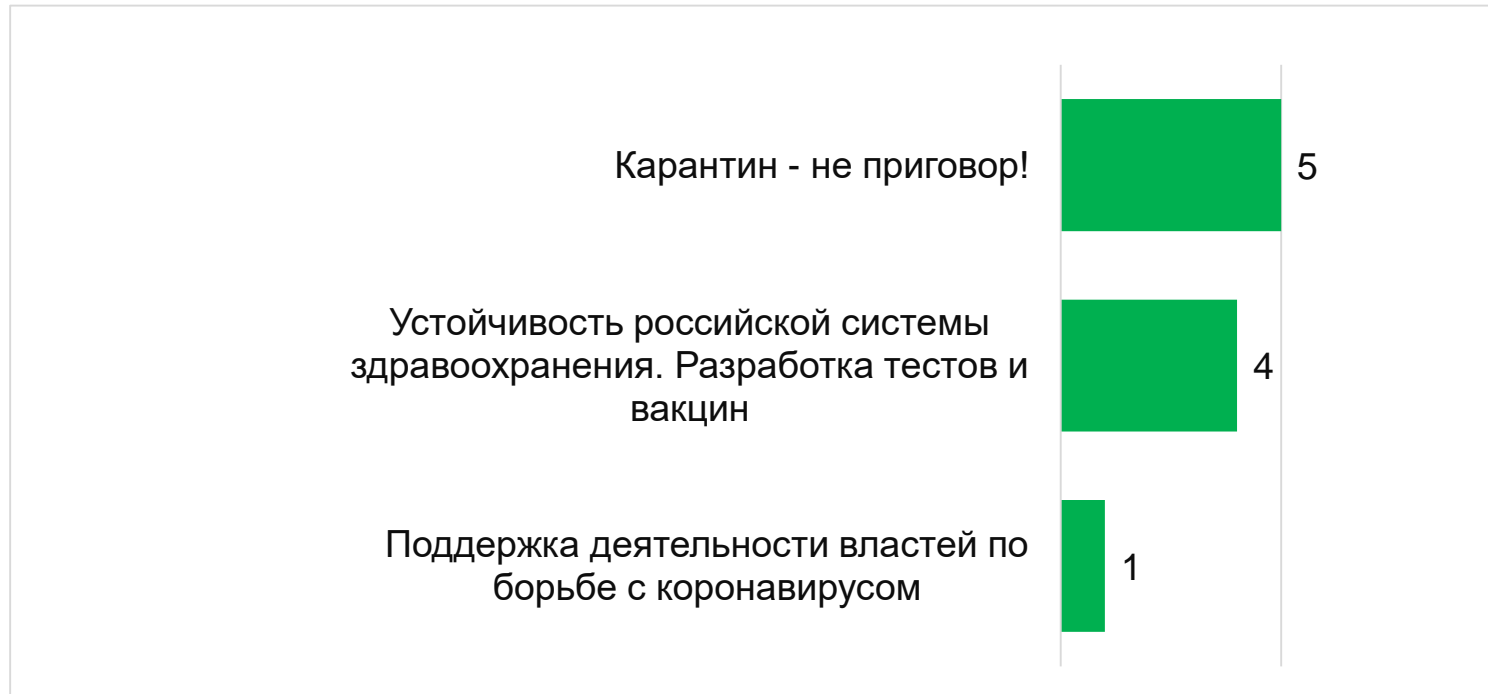 Карантин - не приговор!
5
Устойчивость российской системы
здравоохранения. Разработка тестов и
вакцин
4
Поддержка деятельности властей по
борьбе с коронавирусом
1